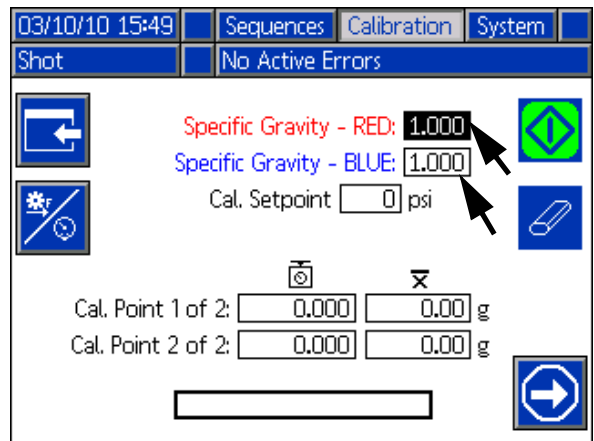 03/10/10 15:49 Sequences Calibration System
Shot No Active Errors
Specific Gravity - RED: 1.000
Specific Gravity - BLUE: 1.000
Cal. Setpoint 0 psi
x
Cal. Point 1 of 2: 0.000 0.00 g
Cal. Point 2 of 2: 0.000 0.00 g